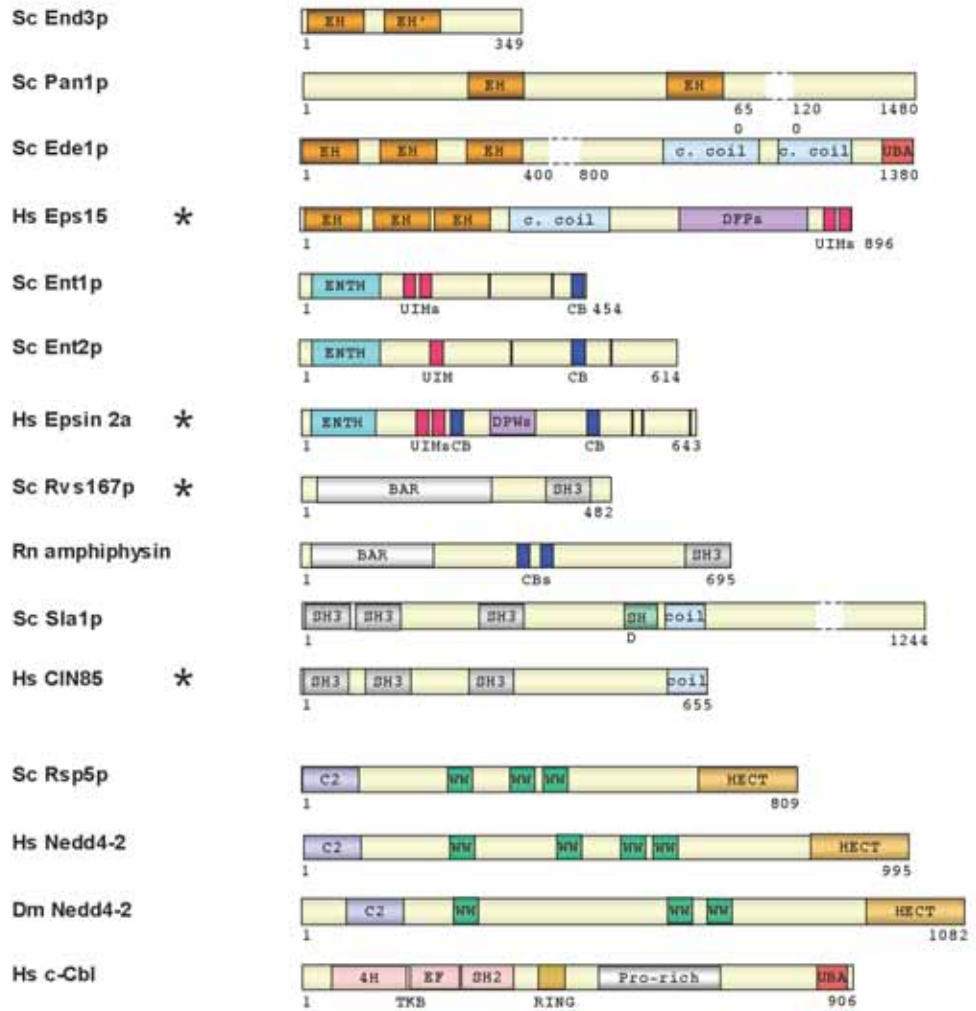 Sc End3p EH EH'
1 349
Sc Pan1p EH EH
1 65 120 1480
0 0
Sc Ede1p EH EH EH c. coil c. coil UBA
1 400 800 1380
Hs Eps15 * EH EH EH c. coil DPFs
1 UIMs 896
Sc Ent1p ENTH
1 UIMs CB 454
Sc Ent2p ENTH
1 UIM CB 614
Hs Epsin 2a * ENTH DPWs
1 UIMs CB CB 643
Sc Rvs167p * BAR SH3
1 482
Rn amphiphysin BAR SH3
1 CBs 695
Sc Sla1p SH3 SH3 SH3 SH coil
1 D 1244
Hs CIN85 * SH3 SH3 SH3 coil
1 655
Sc Rsp5p C2 WW WW WW HECT
1 809
Hs Nedd4-2 C2 WW WW WW WW HECT
1 995
Dm Nedd4-2 C2 WW WW WW HECT
1 1082
Hs c-Cbl 4H EF SH2 Pro-rich UBA
1 TKB RING 906